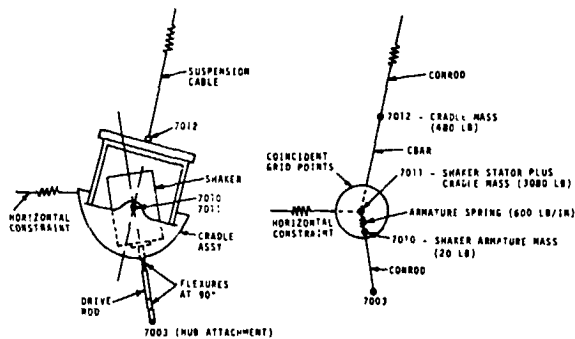 SUSPENSION
CABLE
7012
SHAKER
7010
7011
HORIZONTAL
CONSTRAINT
CRADLE
ASSY
FLEXURES
AT 90°
DRIVE
ROD
7003 (HUB ATTACHMENT)
CONROD
7012 - CRADLE MASS
(480 LB)
CBAR
COINCIDENT
GRID POINTS
7011 - SHAKER STATOR PLUS
CRADLE MASS (3080 LB)
ARMATURE SPRING (600 LB/IN)
HORIZONTAL
CONSTRAINT
7010 - SHAKER ARMATURE MASS
(20 LB)
CONROD
7003